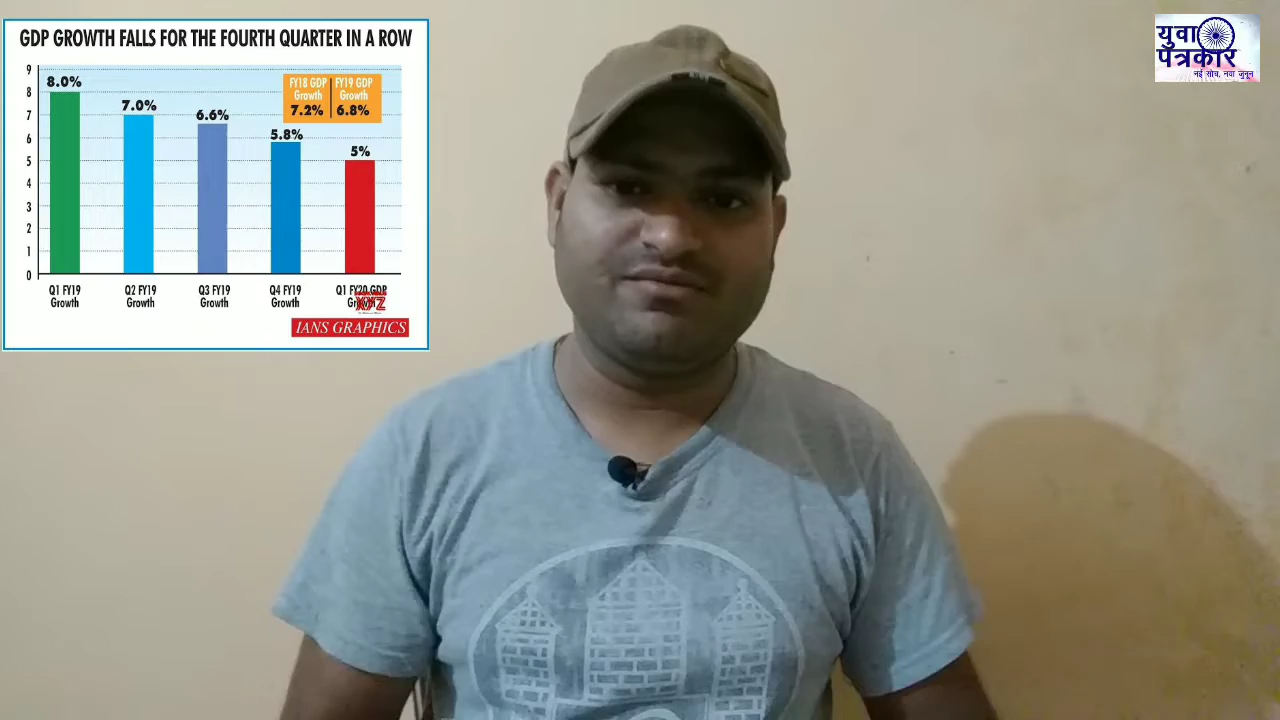 GDP GROWTH FALLS FOR THE FOURTH QUARTER IN A ROW
9
8
7
6
5
4
3
2
1
0
8.0%
7.0%
6.6%
5.8%
5%
FY18 GDP Growth 7.2%
FY19 GDP Growth 6.8%
Q1 FY19 Growth
Q2 FY19 Growth
Q3 FY19 Growth
Q4 FY19 Growth
Q1 FY20 GDP Growth
XYZ
IANS GRAPHICS
युवा
पत्रकार
नई सोच, नया जुनून